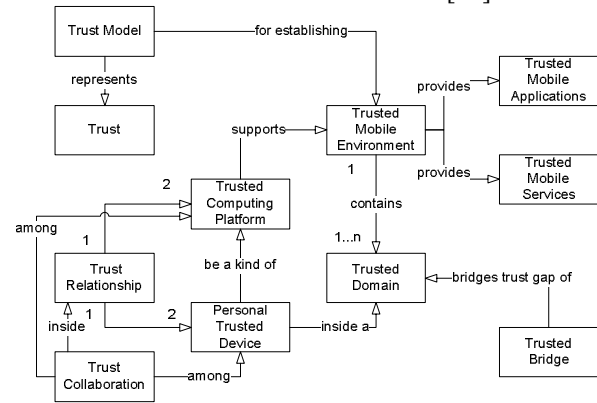 Trust Model
for establishing
represents
Trust
Trusted
Mobile
Applications
provides
supports
Trusted
Mobile
Environment
provides
Trusted
Mobile
Services
1
2
Trusted
Computing
Platform
contains
among
1
1...n
be a kind of
Trust
Relationship
Trusted
Domain
bridges trust gap of
1
2
inside
Personal
Trusted
Device
inside a
Trusted
Bridge
Trust
Collaboration
among